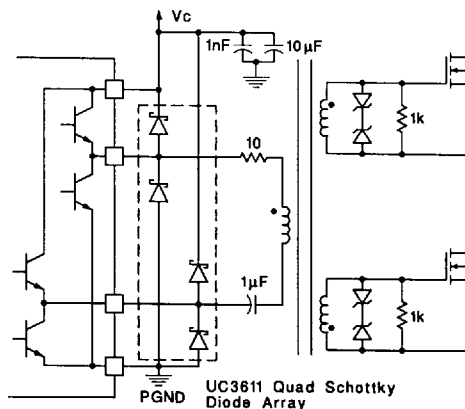 Vc
1nF
10µF
10
1k
1µF
1k
PGND
UC3611 Quad Schottky
Diode Array